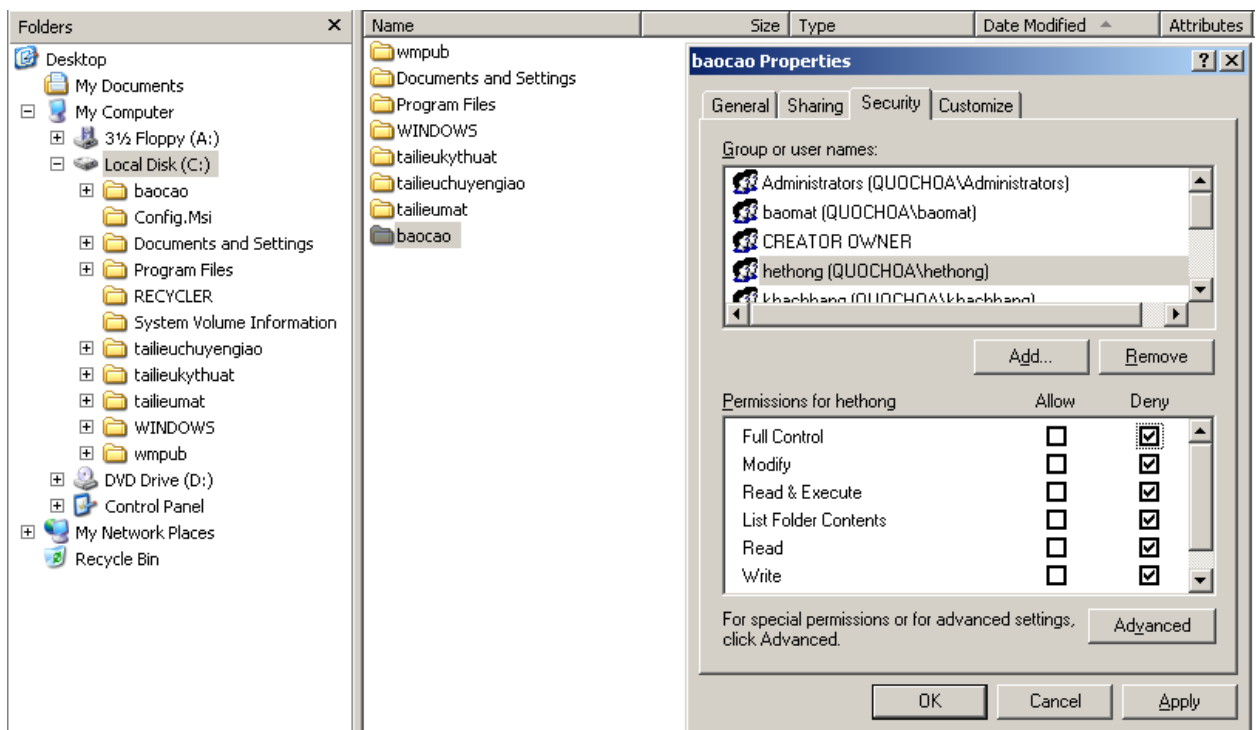 Folders
Desktop
My Documents
My Computer
3½ Floppy (A:)
Local Disk (C:)
baocao
Config.Msi
Documents and Settings
Program Files
RECYCLER
System Volume Information
tailieuchuyengiao
tailieukythuat
tailieumat
WINDOWS
wmpub
DVD Drive (D:)
Control Panel
My Network Places
Recycle Bin
Name Size Type Date Modified Attributes
wmpub
Documents and Settings
Program Files
WINDOWS
tailieukythuat
tailieuchuyengiao
tailieumat
baocao
baocao Properties
General Sharing Security Customize
Group or user names:
Administrators (QUOCHOA\Administrators)
baomat (QUOCHOA\baomat)
CREATOR OWNER
hethong (QUOCHOA\hethong)
khachhang (QUOCHOA\khachhang)
Add... Remove
Permissions for hethong Allow Deny
Full Control
Modify
Read & Execute
List Folder Contents
Read
Write
For special permissions or for advanced settings,
click Advanced.
Advanced
OK Cancel Apply